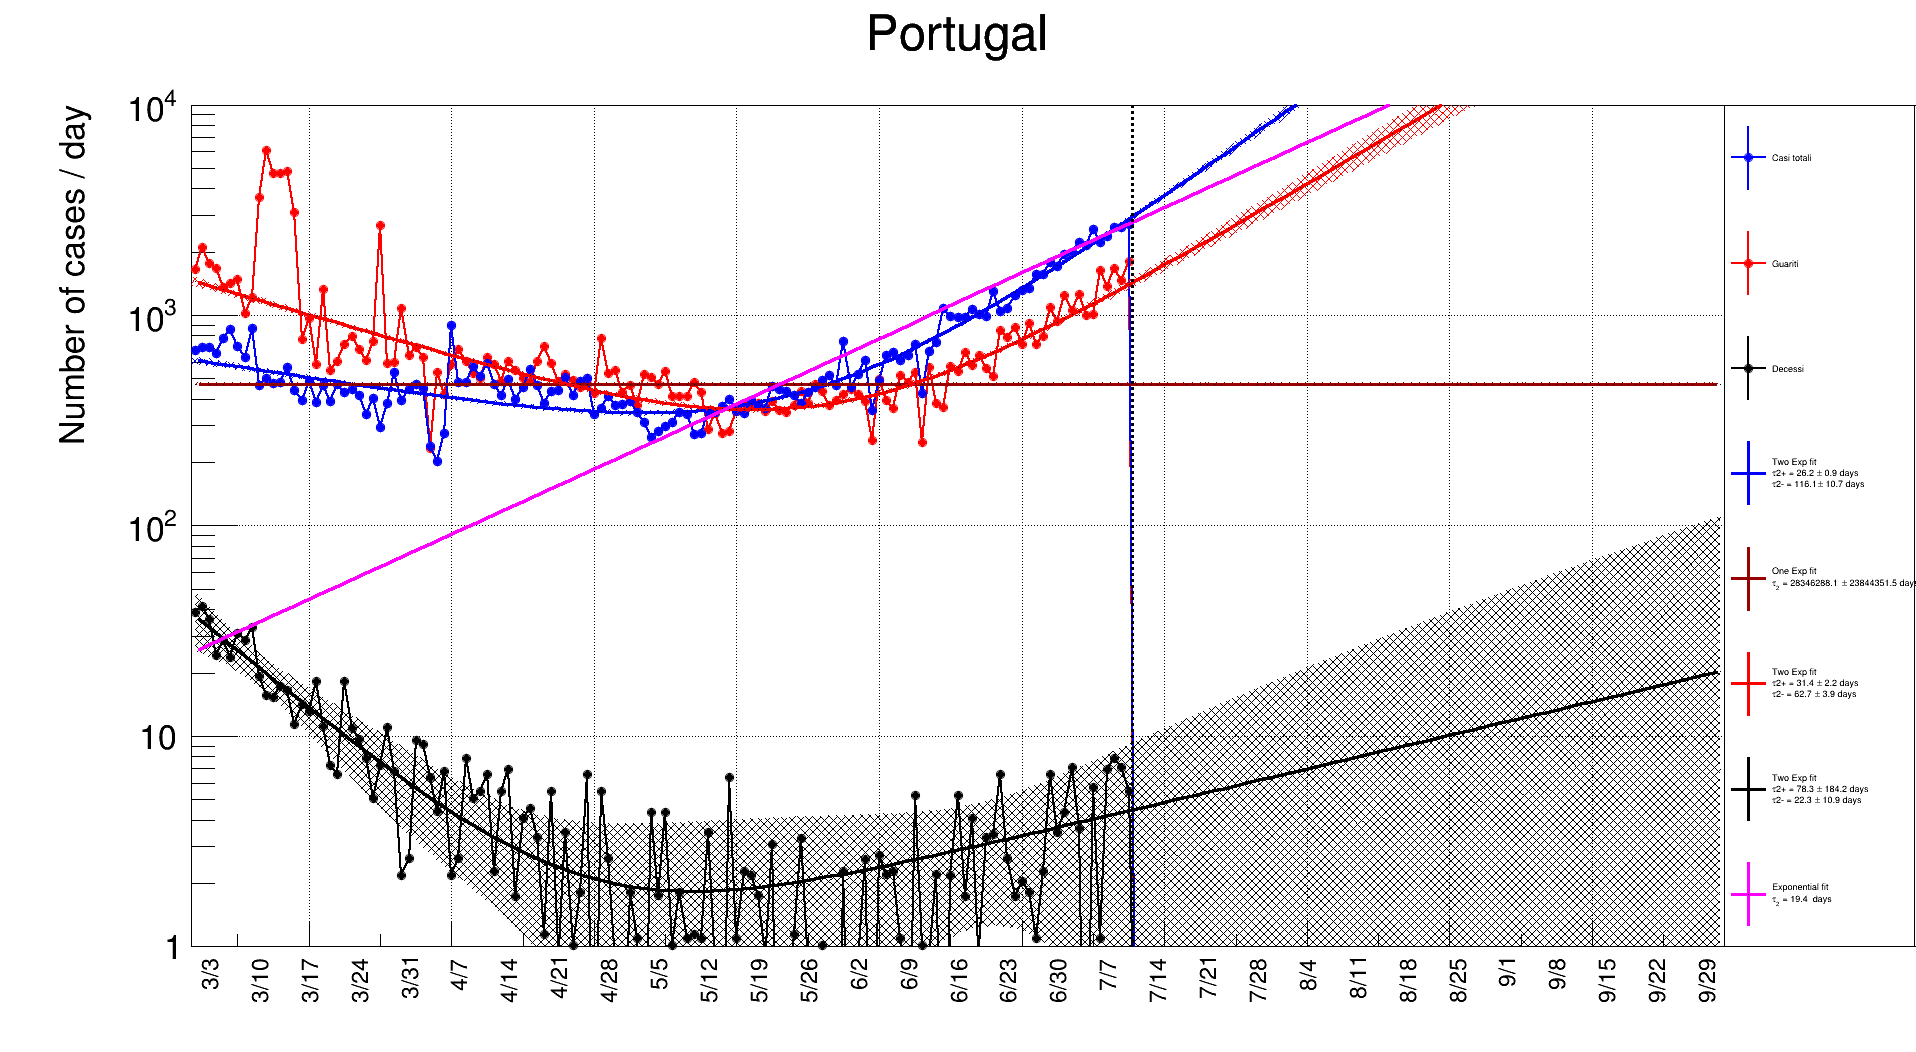 Portugal
Number of cases / day
10^4
10^3
10^2
10
1
3/3 3/10 3/17 3/24 3/31 4/7 4/14 4/21 4/28 5/5 5/12 5/19 5/26 6/2 6/9 6/16 6/23 6/30 7/7 7/14 7/21 7/28 8/4 8/11 8/18 8/25 9/1 9/8 9/15 9/22 9/29
Casi totali
Guariti
Decessi
Two Exp fit
τ2+ = 26.2 ± 0.9 days
τ2- = 116.1 ± 10.7 days
One Exp fit
τ₂ = 28346288.1 ± 23844351.5 days
Two Exp fit
τ2+ = 31.4 ± 2.2 days
τ2- = 62.7 ± 3.9 days
Two Exp fit
τ2+ = 78.3 ± 184.2 days
τ2- = 22.3 ± 10.9 days
Exponential fit
τ₂ = 19.4 days